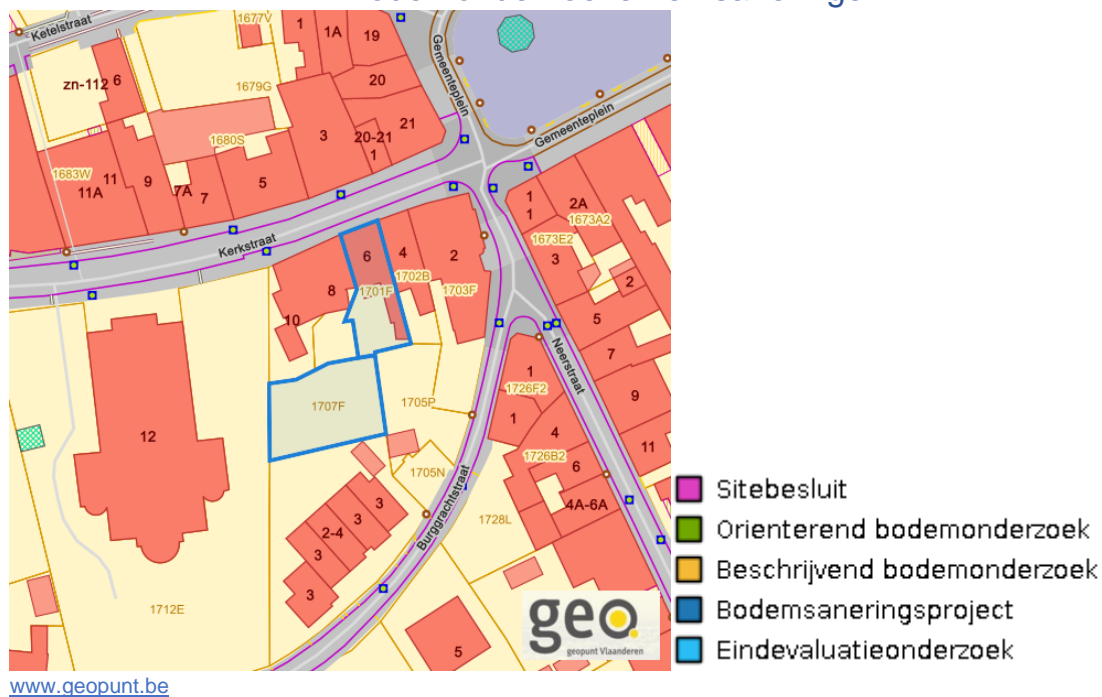 Ketelstraat
1677V
1
1A
19
Gemeenteplein
zn-112
6
1679G
20
Gemeenteplein
3
21
20-21
1
1680S
1683W
11
11A
9
7A
7
5
1
1
2A
1673A2
1673E2
3
Kerkstraat
6
4
2
1702B
1701F
1703F
8
2
10
5
7
Neerstraat
1
1726F2
9
1707F
1705P
1
4
12
11
1726B2
6
1705N
4A-6A
3
3
2-4
3
3
Burggrachtstraat
1728L
1712E
5
geo.
geopunt Vlaanderen
Sitebesluit
Orienterend bodemonderzoek
Beschrijvend bodemonderzoek
Bodemsaneringsproject
Eindevaluatieonderzoek
www.geopunt.be